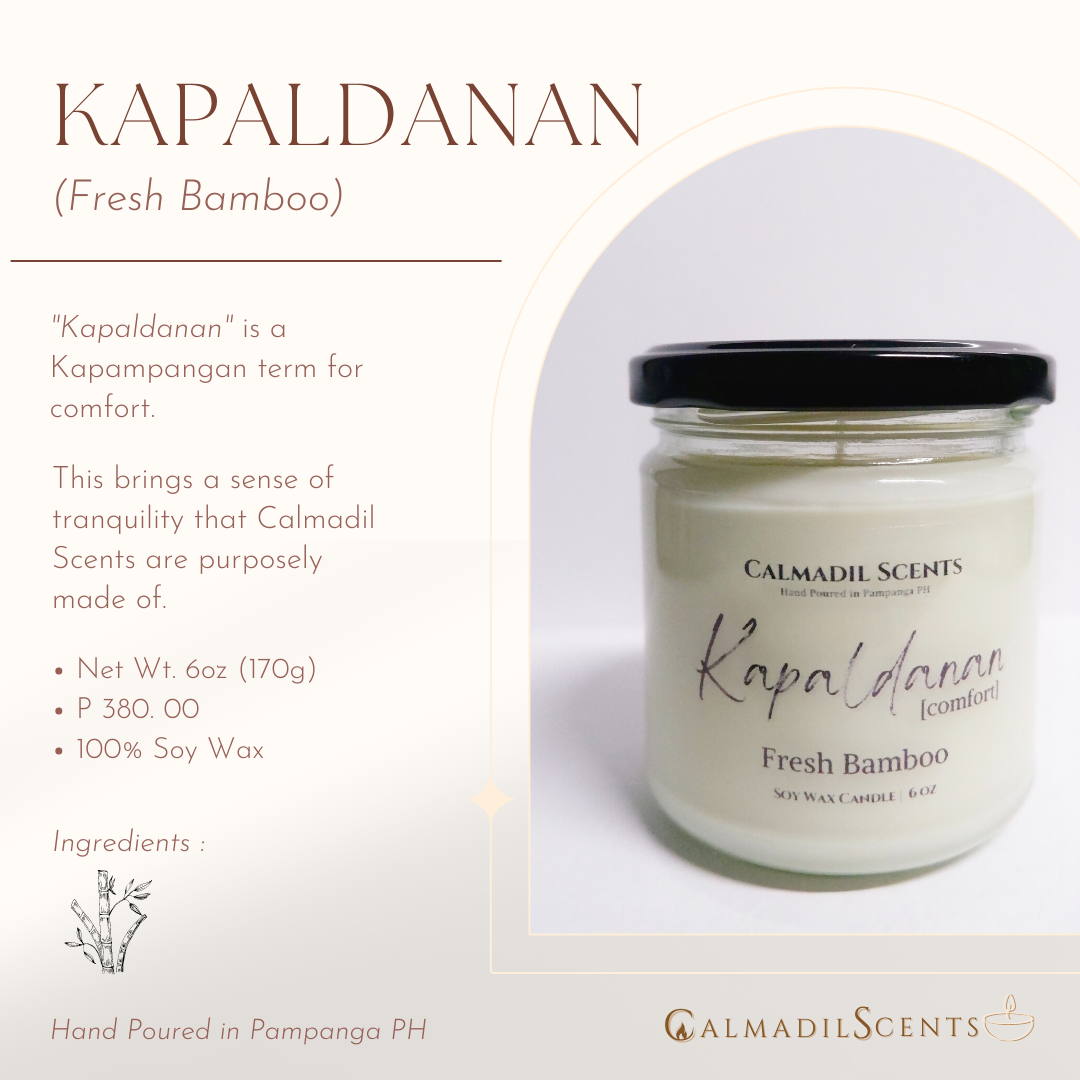 KAPALDANAN
(Fresh Bamboo)
"Kapaldanan" is a
Kapampangan term for
comfort.
This brings a sense of
tranquility that Calmadil
Scents are purposely
made of.
• Net Wt. 6oz (170g)
• P 380. 00
• 100% Soy Wax
Ingredients :
Hand Poured in Pampanga PH
CALMADIL SCENTS
Hand Poured in Pampanga PH
Kapaldanan
[comfort]
Fresh Bamboo
SOY WAX CANDLE | 6 OZ
CALMADILSCENTS